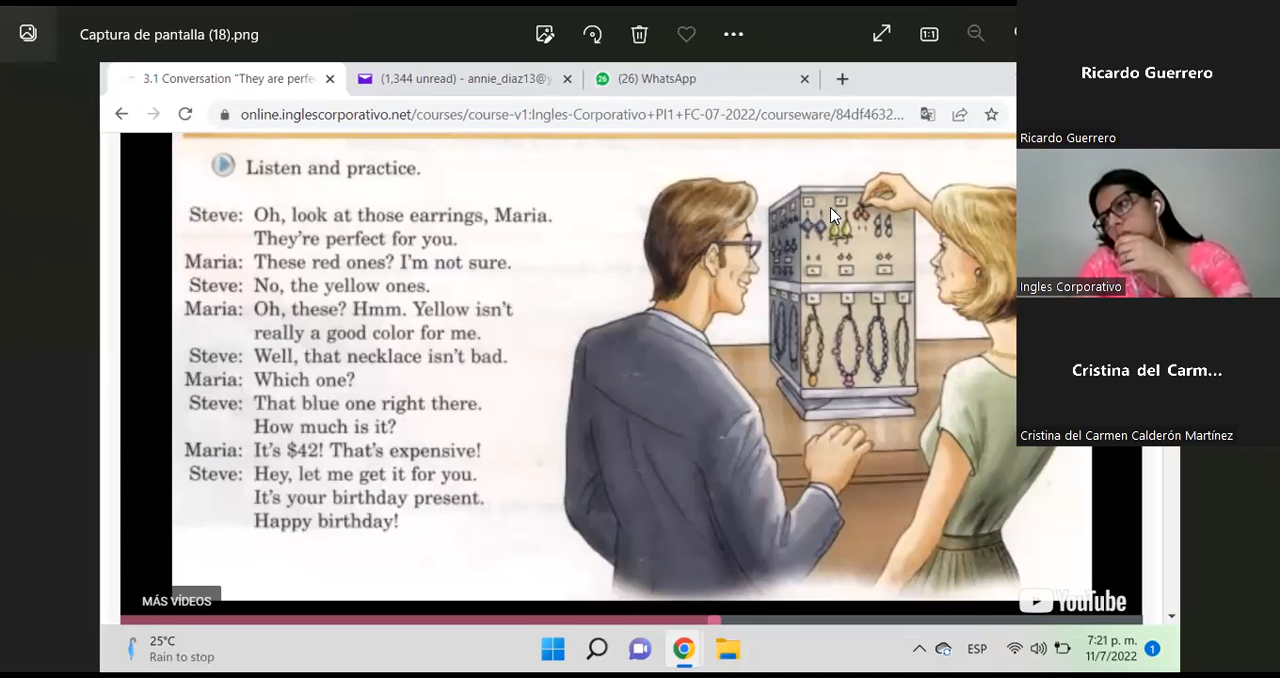 Captura de pantalla (18).png
1:1
Ricardo Guerrero
Ricardo Guerrero
3.1 Conversation "They are perfe
(1,344 unread) - annie_diaz13@y
26
(26) WhatsApp
online.inglescorporativo.net/courses/course-v1:Ingles-Corporativo+PI1+FC-07-2022/courseware/84df4632...
Listen and practice.
Steve: Oh, look at those earrings, Maria.
They're perfect for you.
Maria: These red ones? I'm not sure.
Steve: No, the yellow ones.
Maria: Oh, these? Hmm. Yellow isn't
really a good color for me.
Steve: Well, that necklace isn't bad.
Maria: Which one?
Steve: That blue one right there.
How much is it?
Maria: It's $42! That's expensive!
Steve: Hey, let me get it for you.
It's your birthday present.
Happy birthday!
Ingles Corporativo
Cristina del Carm...
Cristina del Carmen Calderón Martínez
MÁS VÍDEOS
YouTube
25°C
Rain to stop
ESP
7:21 p. m.
11/7/2022
1